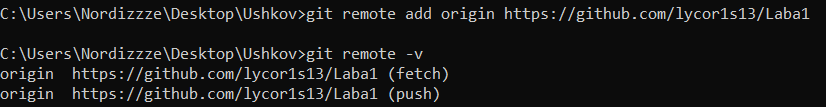 C:\Users\Nordizzze\Desktop\Ushkov>git remote add origin https://github.com/lycor1s13/Laba1
C:\Users\Nordizzze\Desktop\Ushkov>git remote -v
origin  https://github.com/lycor1s13/Laba1 (fetch)
origin  https://github.com/lycor1s13/Laba1 (push)